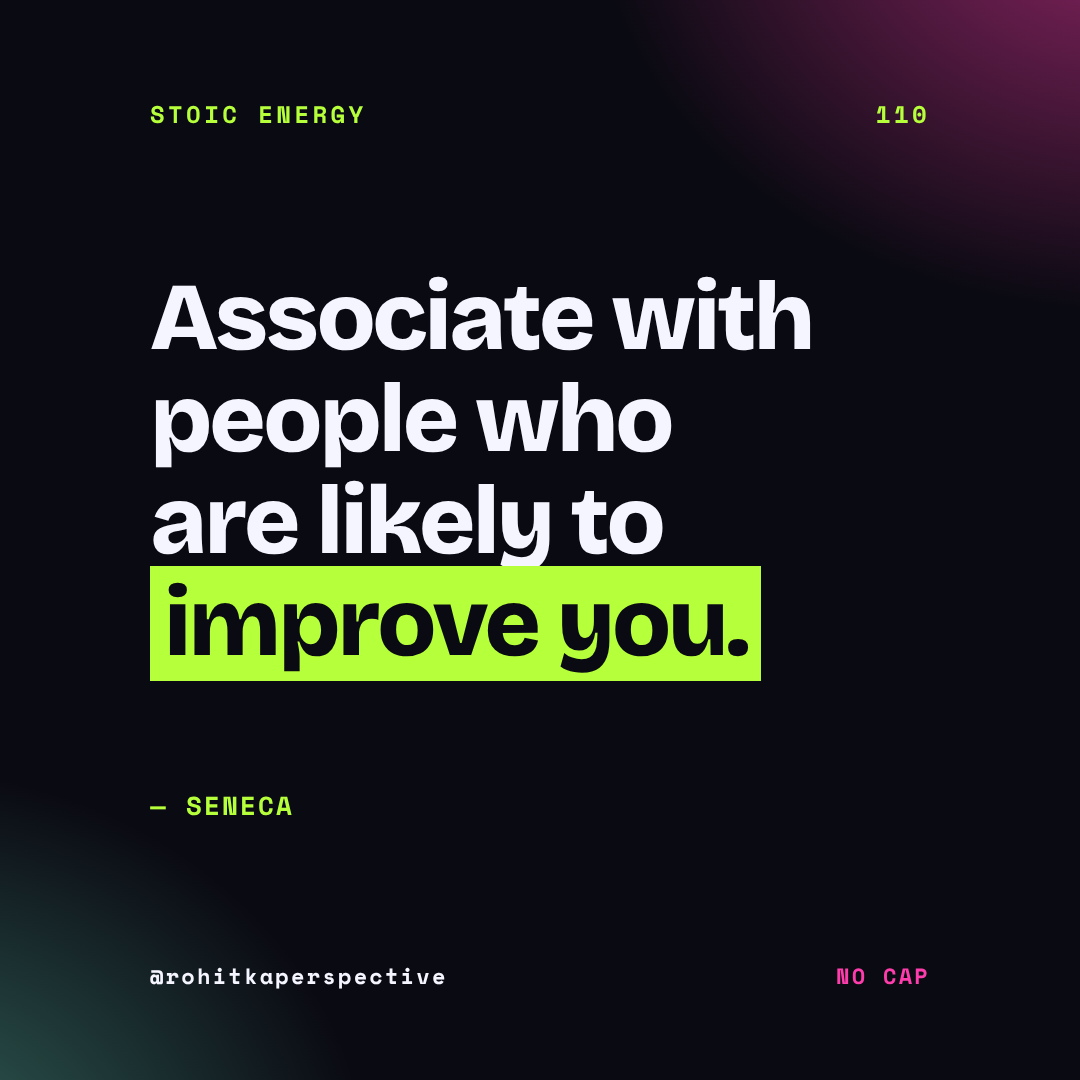 STOIC ENERGY
110
Associate with
people who
are likely to
improve you.
— SENECA
@rohitkaperspective
NO CAP